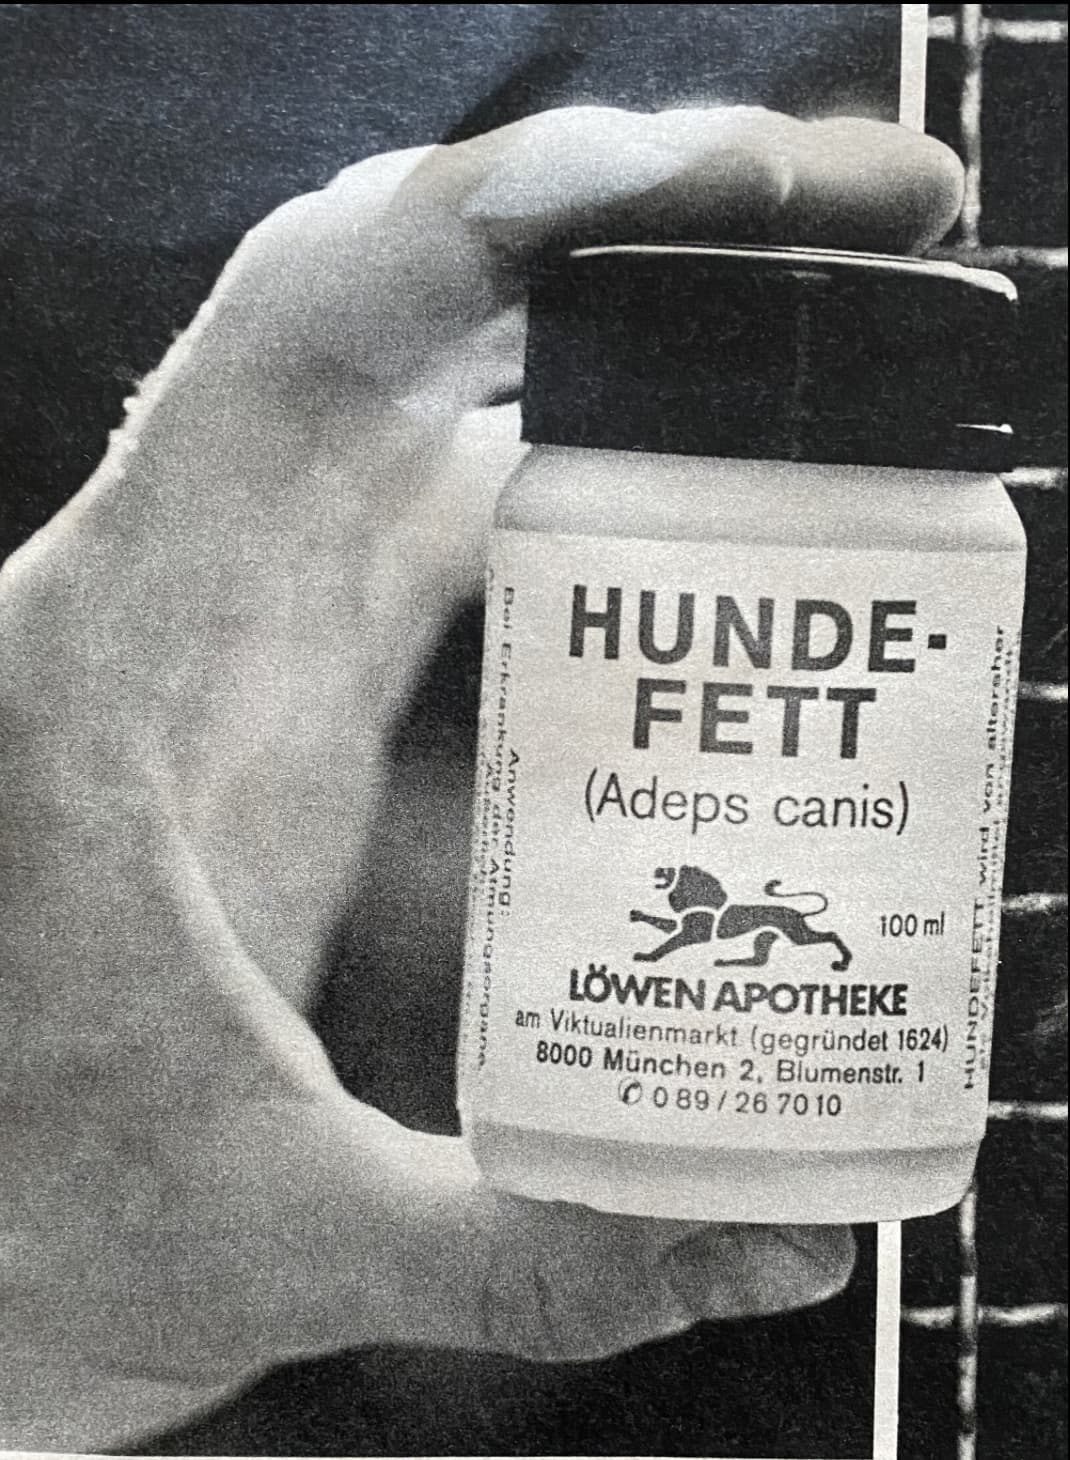 HUNDE-
FETT
(Adeps canis)
100 ml
LÖWEN APOTHEKE
am Viktualienmarkt (gegründet 1624)
8000 München 2, Blumenstr. 1
✆ 0 89 / 26 70 10
Anwendung:
Bei Erkrankung der Atmungsorgane.
HUNDEFETT wird von altersher